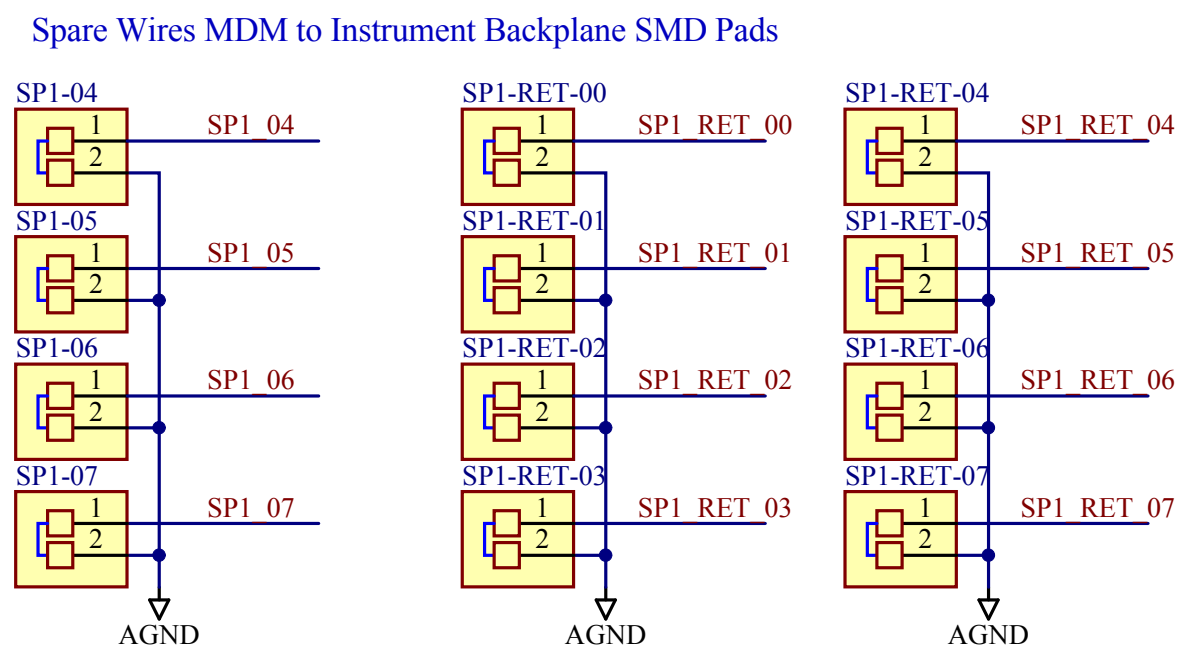 Spare Wires MDM to Instrument Backplane SMD Pads
SP1-04
1
SP1_04
2
SP1-05
1
SP1_05
2
SP1-06
1
SP1_06
2
SP1-07
1
SP1_07
2
AGND
SP1-RET-00
1
SP1_RET_00
2
SP1-RET-01
1
SP1_RET_01
2
SP1-RET-02
1
SP1_RET_02
2
SP1-RET-03
1
SP1_RET_03
2
AGND
SP1-RET-04
1
SP1_RET_04
2
SP1-RET-05
1
SP1_RET_05
2
SP1-RET-06
1
SP1_RET_06
2
SP1-RET-07
1
SP1_RET_07
2
AGND